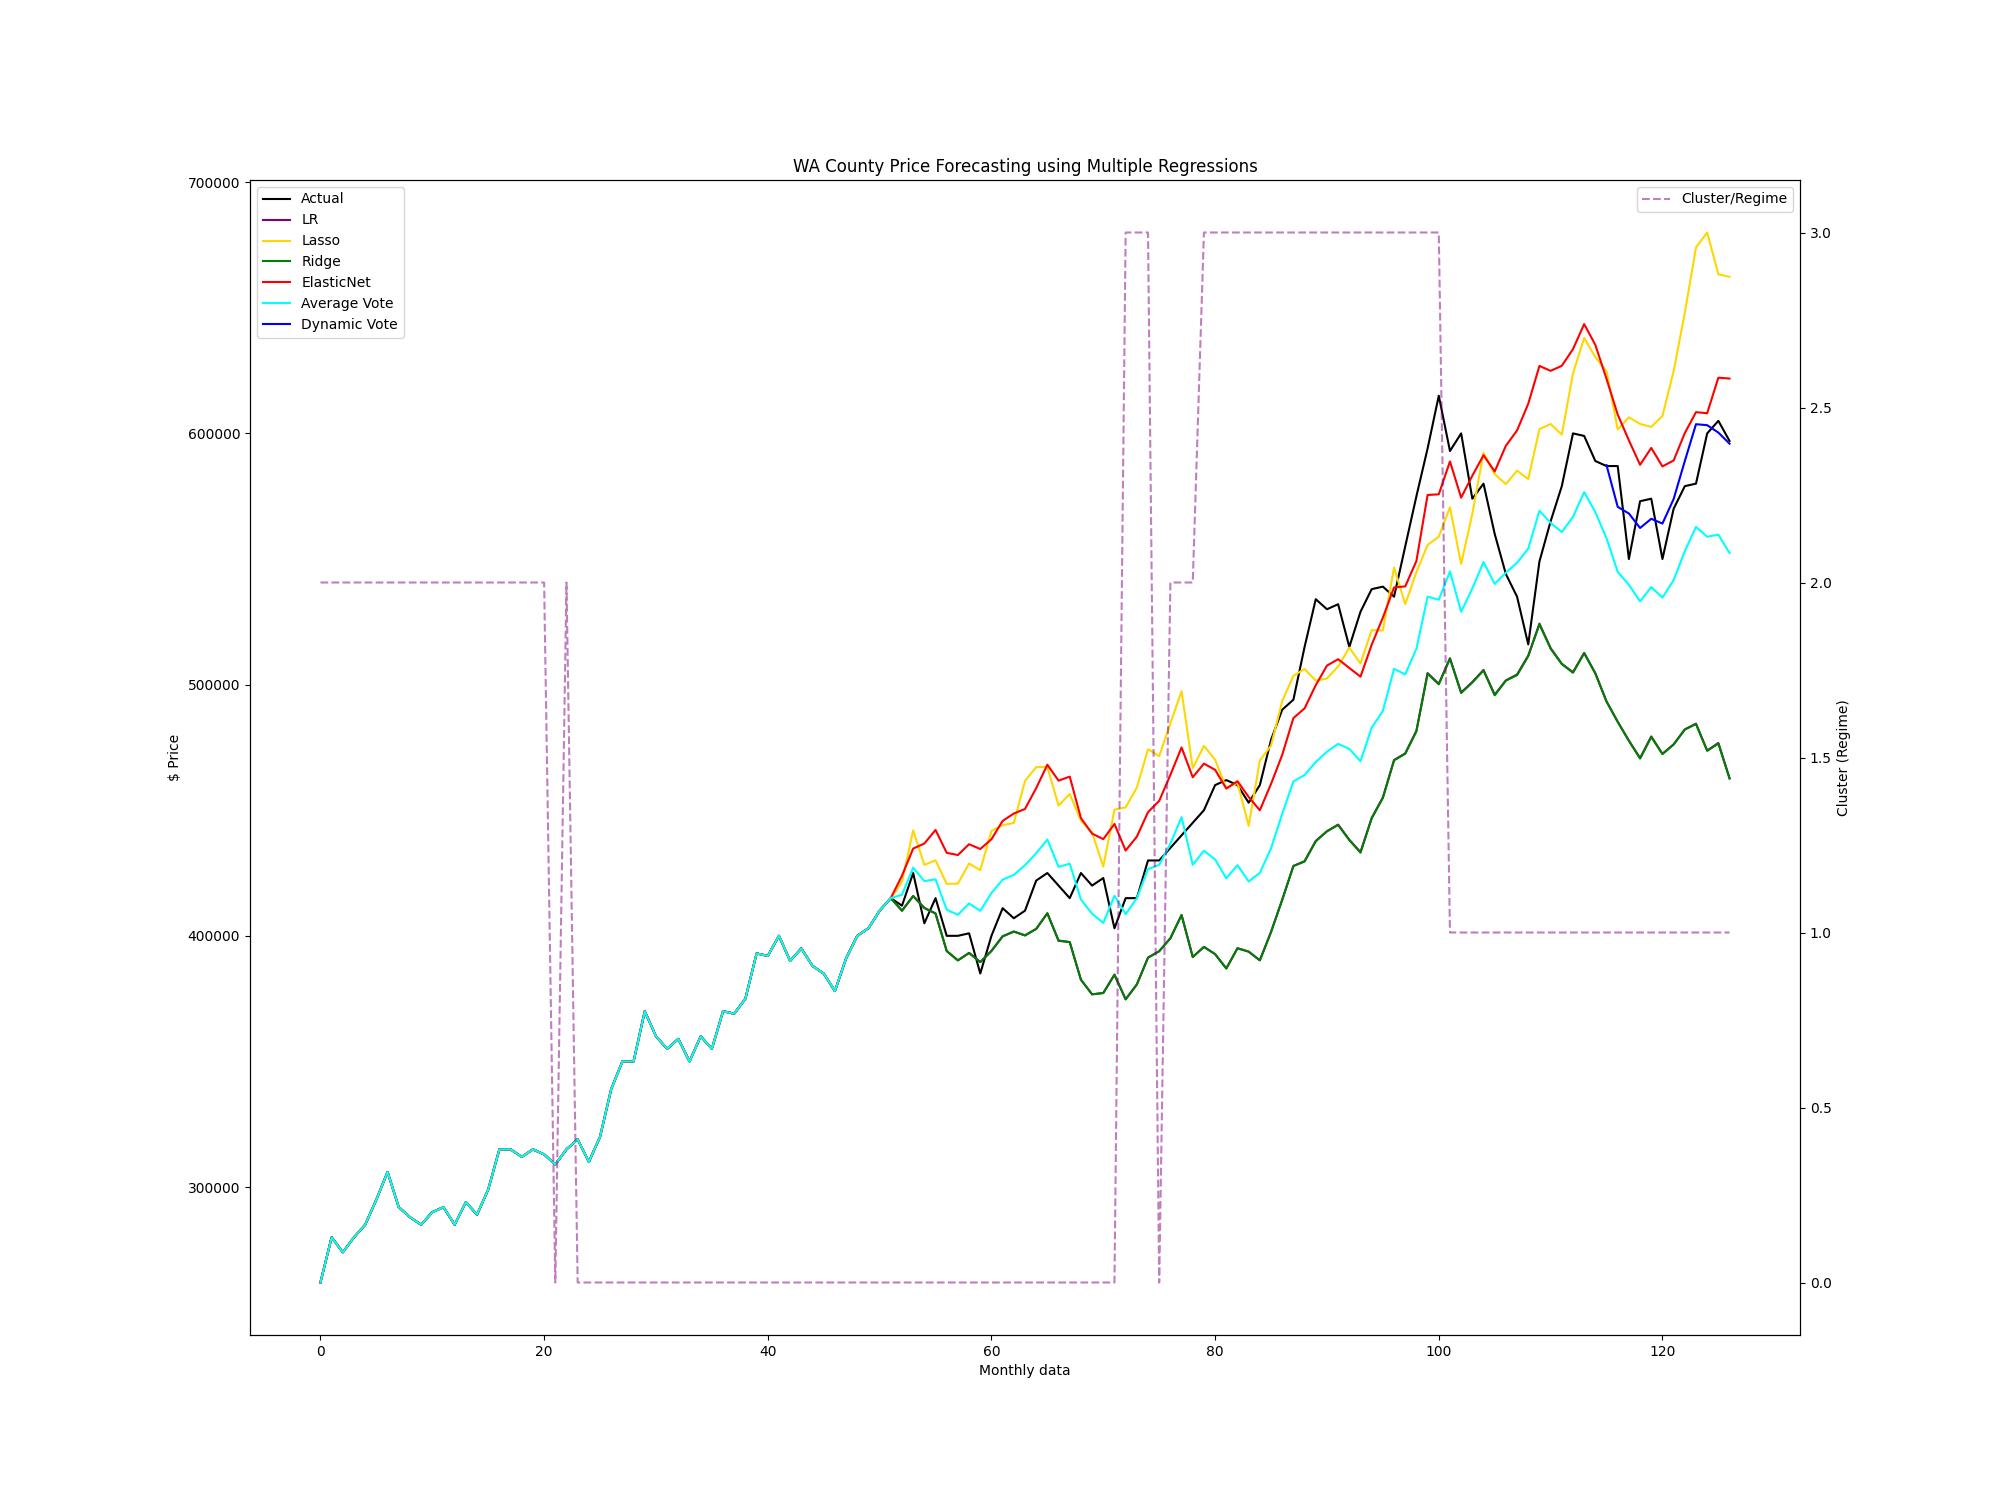 WA County Price Forecasting using Multiple Regressions
Actual
LR
Lasso
Ridge
ElasticNet
Average Vote
Dynamic Vote
Cluster/Regime
700000
600000
500000
400000
300000
$ Price
3.0
2.5
2.0
1.5
1.0
0.5
0.0
Cluster (Regime)
0
20
40
60
80
100
120
Monthly data